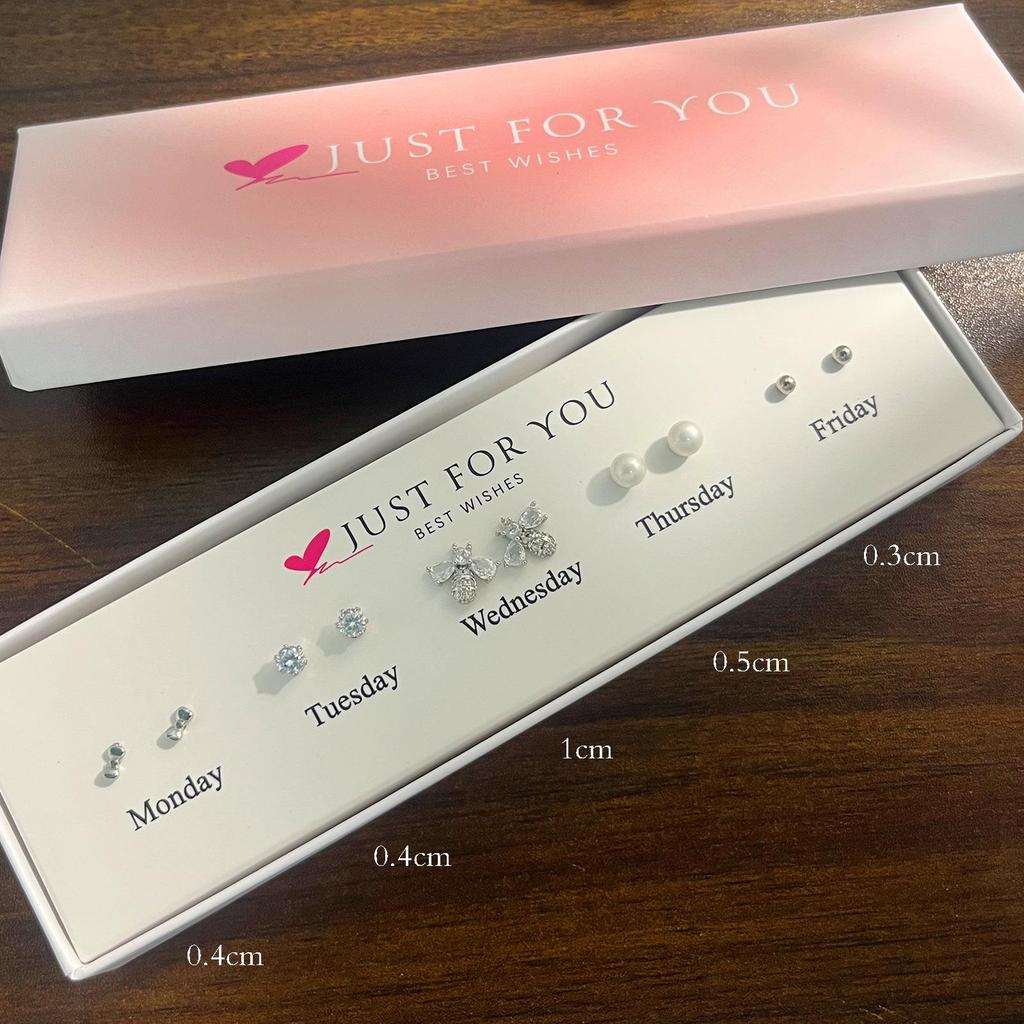 JUST FOR YOU
BEST WISHES
JUST FOR YOU
BEST WISHES
Monday
Tuesday
Wednesday
Thursday
Friday
0.4cm
0.4cm
1cm
0.5cm
0.3cm